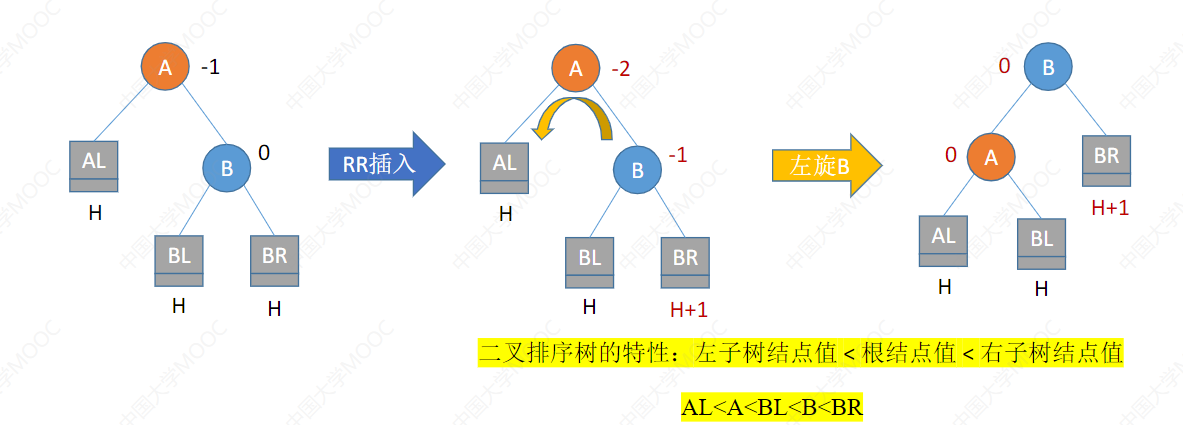 A -1
AL
H
B 0
BL
H
BR
H
RR插入
A -2
AL
H
B -1
BL
H
BR
H+1
左旋B
0 B
0 A
BR
H+1
AL
H
BL
H
二叉排序树的特性：左子树结点值 < 根结点值 < 右子树结点值
AL<A<BL<B<BR
中国大学MOOC